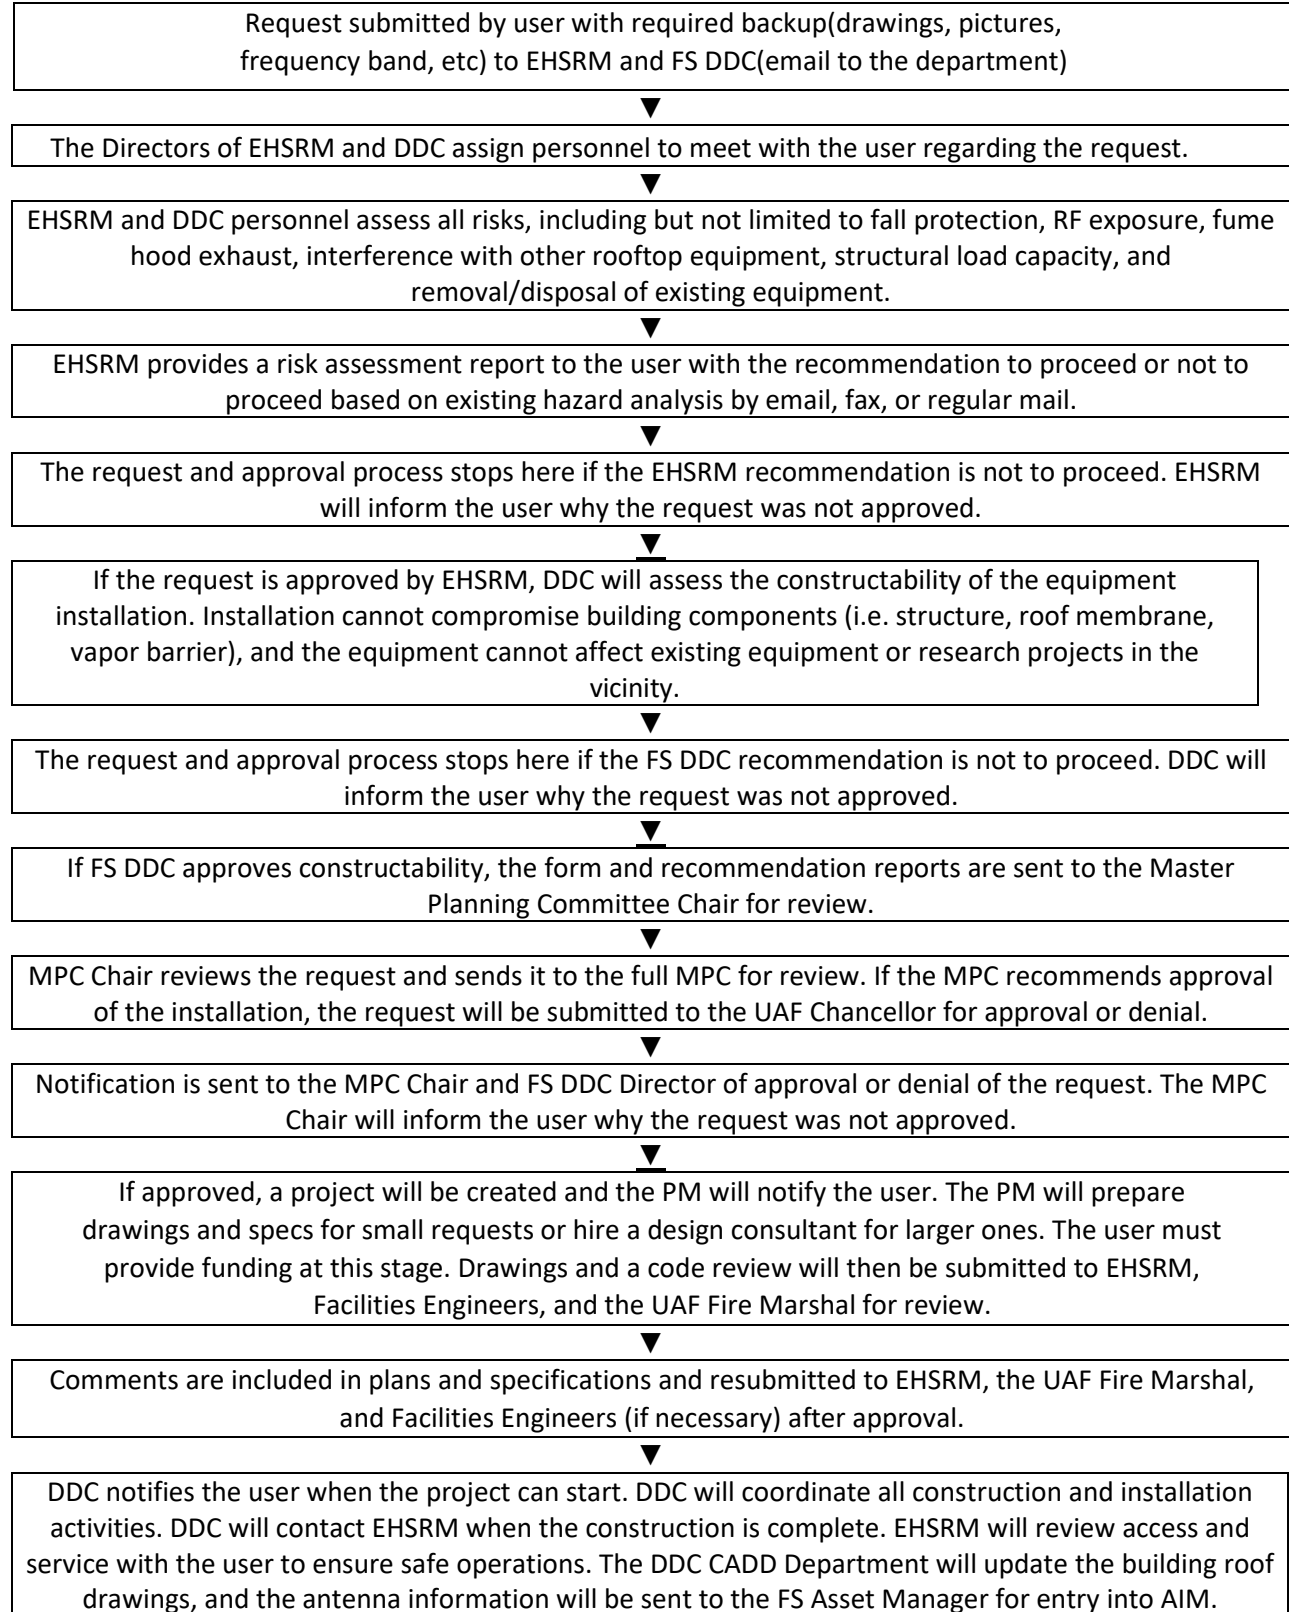 Request submitted by user with required backup(drawings, pictures,
frequency band, etc) to EHSRM and FS DDC(email to the department)
The Directors of EHSRM and DDC assign personnel to meet with the user regarding the request.
EHSRM and DDC personnel assess all risks, including but not limited to fall protection, RF exposure, fume
hood exhaust, interference with other rooftop equipment, structural load capacity, and
removal/disposal of existing equipment.
EHSRM provides a risk assessment report to the user with the recommendation to proceed or not to
proceed based on existing hazard analysis by email, fax, or regular mail.
The request and approval process stops here if the EHSRM recommendation is not to proceed. EHSRM
will inform the user why the request was not approved.
If the request is approved by EHSRM, DDC will assess the constructability of the equipment
installation. Installation cannot compromise building components (i.e. structure, roof membrane,
vapor barrier), and the equipment cannot affect existing equipment or research projects in the
vicinity.
The request and approval process stops here if the FS DDC recommendation is not to proceed. DDC will
inform the user why the request was not approved.
If FS DDC approves constructability, the form and recommendation reports are sent to the Master
Planning Committee Chair for review.
MPC Chair reviews the request and sends it to the full MPC for review. If the MPC recommends approval
of the installation, the request will be submitted to the UAF Chancellor for approval or denial.
Notification is sent to the MPC Chair and FS DDC Director of approval or denial of the request. The MPC
Chair will inform the user why the request was not approved.
If approved, a project will be created and the PM will notify the user. The PM will prepare
drawings and specs for small requests or hire a design consultant for larger ones. The user must
provide funding at this stage. Drawings and a code review will then be submitted to EHSRM,
Facilities Engineers, and the UAF Fire Marshal for review.
Comments are included in plans and specifications and resubmitted to EHSRM, the UAF Fire Marshal,
and Facilities Engineers (if necessary) after approval.
DDC notifies the user when the project can start. DDC will coordinate all construction and installation
activities. DDC will contact EHSRM when the construction is complete. EHSRM will review access and
service with the user to ensure safe operations. The DDC CADD Department will update the building roof
drawings, and the antenna information will be sent to the FS Asset Manager for entry into AIM.